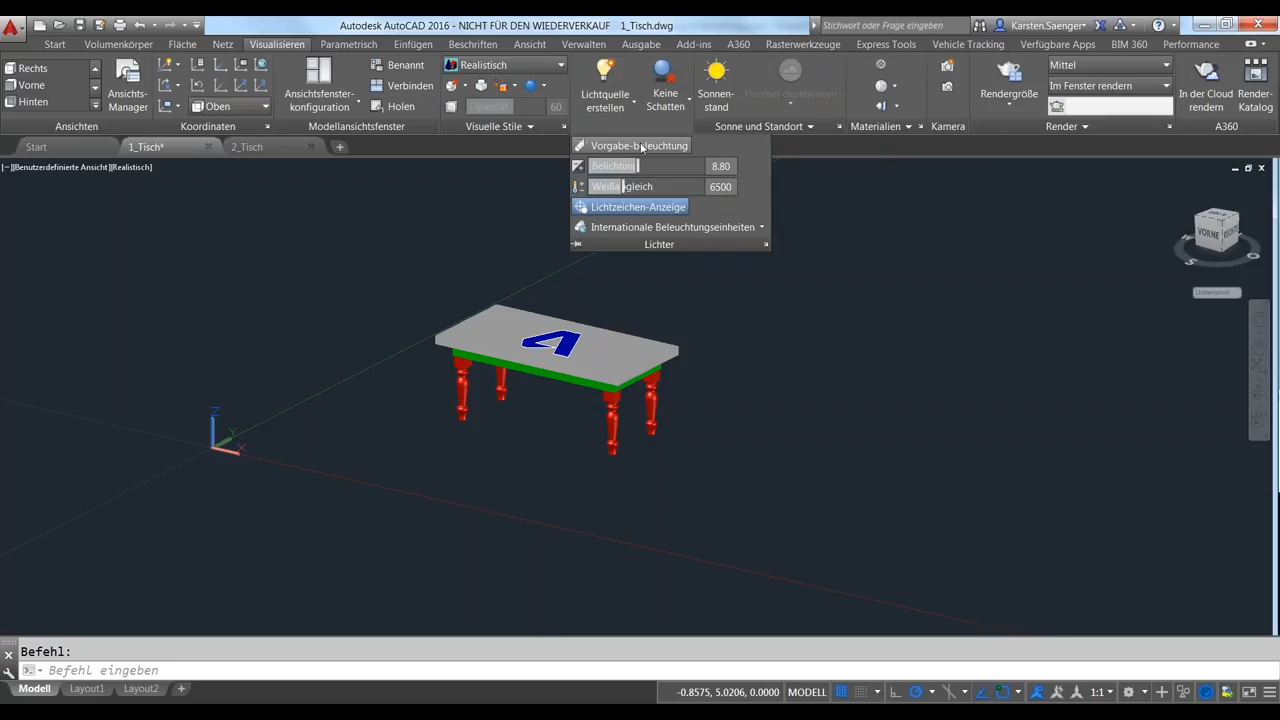 Autodesk AutoCAD 2016 - NICHT FÜR DEN WIEDERVERKAUF 1_Tisch.dwg
Stichwort oder Frage eingeben
Karsten.Saenger
Start Volumenkörper Fläche Netz Visualisieren Parametrisch Einfügen Beschriften Ansicht Verwalten Ausgabe Add-ins A360 Rasterwerkzeuge Express Tools Vehicle Tracking Verfügbare Apps BIM 360 Performance
Rechts
Vorne
Hinten
Ansichts-
Manager
Oben
Ansichtsfenster-
konfiguration
Benannt
Verbinden
Holen
Realistisch
Opazität 60
Lichtquelle
erstellen
Keine
Schatten
Sonnen-
stand
Himmel deaktivieren
Mittel
Im Fenster rendern
Rendergröße
In der Cloud
rendern
Render-
Katalog
Ansichten Koordinaten Modellansichtsfenster Visuelle Stile Sonne und Standort Materialien Kamera Render A360
Start 1_Tisch* 2_Tisch
Vorgabe-beleuchtung
Belichtung 8.80
Weißabgleich 6500
Lichtzeichen-Anzeige
Internationale Beleuchtungseinheiten
Lichter
[−][Benutzerdefinierte Ansicht][Realistisch]
OBEN
VORNE
RECHTS
S
O
Unbenannt
A
Z
Y
X
Befehl:
Befehl eingeben
Modell Layout1 Layout2
-0.8575, 5.0206, 0.0000 MODELL 1:1